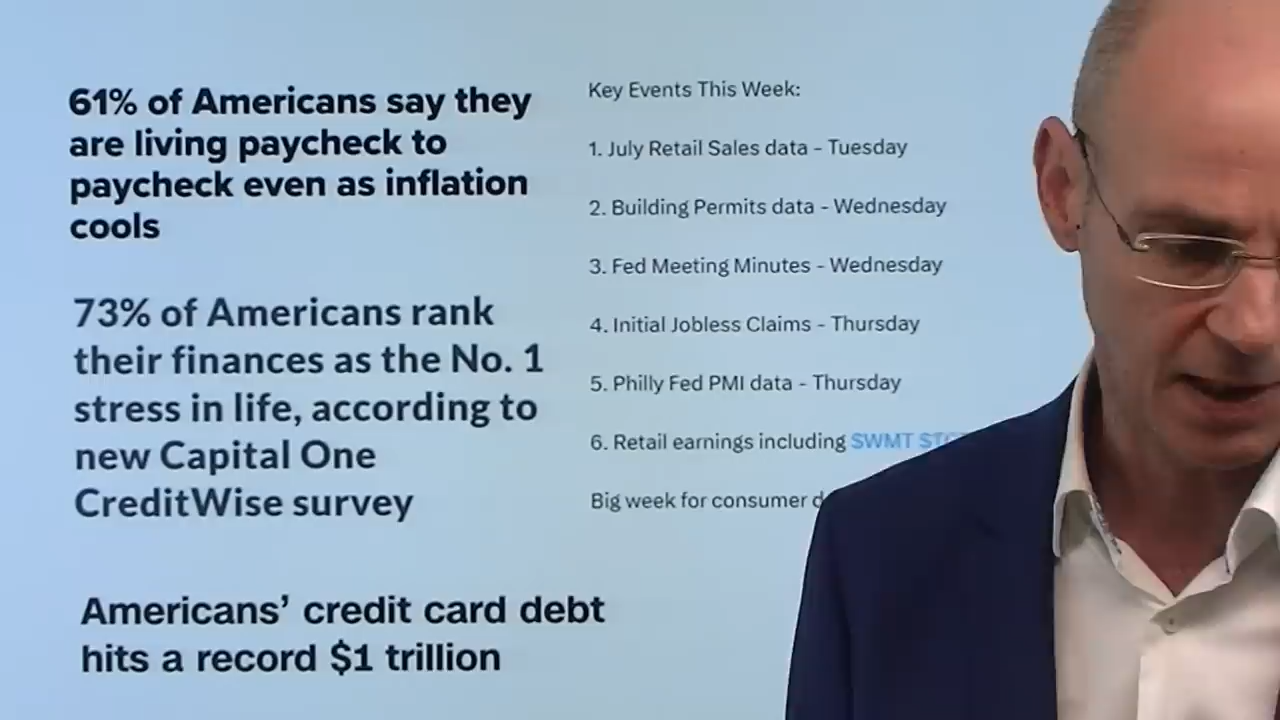 61% of Americans say they
are living paycheck to
paycheck even as inflation
cools
73% of Americans rank
their finances as the No. 1
stress in life, according to
new Capital One
CreditWise survey
Americans’ credit card debt
hits a record $1 trillion
Key Events This Week:
1. July Retail Sales data - Tuesday
2. Building Permits data - Wednesday
3. Fed Meeting Minutes - Wednesday
4. Initial Jobless Claims - Thursday
5. Philly Fed PMI data - Thursday
6. Retail earnings including
Big week for consumer